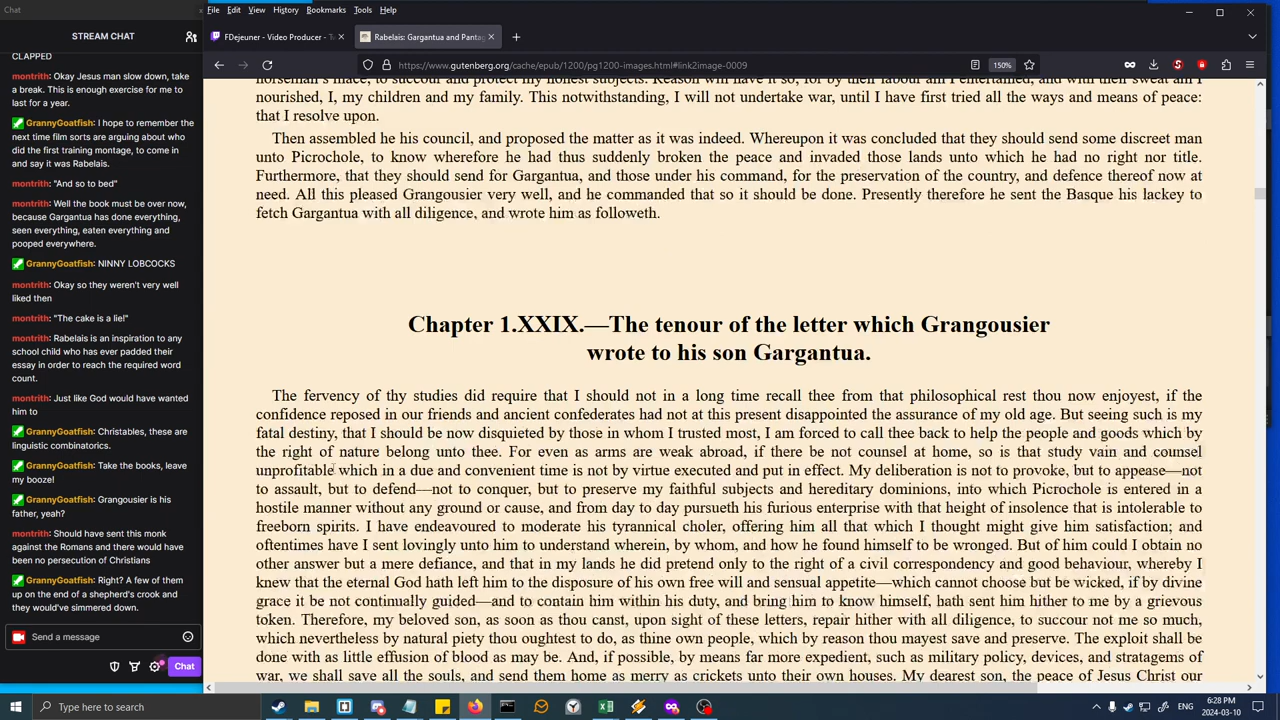 Chat
STREAM CHAT
CLAPPED
montrith: Okay Jesus man slow down, take
a break. This is enough exercise for me to
last for a year.
GrannyGoatfish: I hope to remember the
next time film sorts are arguing about who
did the first training montage, to come in
and say it was Rabelais.
montrith: "And so to bed"
montrith: Well the book must be over now,
because Gargantua has done everything,
seen everything, eaten everything and
pooped everywhere.
GrannyGoatfish: NINNY LOBCOCKS
montrith: Okay so they weren't very well
liked then
montrith: "The cake is a lie!"
montrith: Rabelais is an inspiration to any
school child who has ever padded their
essay in order to reach the required word
count.
montrith: Just like God would have wanted
him to
montrith: Christables, these are
linguistic combinatorics.
GrannyGoatfish: Take the books, leave
my booze!
GrannyGoatfish: Grangousier is his
father, yeah?
montrith: Should have sent this monk
against the Romans and there would have
been no persecution of Christians
GrannyGoatfish: Right? A few of them
up on the end of a shepherd's crook and
they would've simmered down.
Send a message
Chat
File Edit View History Bookmarks Tools Help
FDejeuner - Video Producer - Tw
Rabelais: Gargantua and Pantag
https://www.gutenberg.org/cache/epub/1200/pg1200-images.html#link2image-0009
150%
horseman's mace, to succour and protect my honest subjects. Reason will have it so; for by their labour am I entertained, and with their sweat am I
nourished, I, my children and my family. This notwithstanding, I will not undertake war, until I have first tried all the ways and means of peace:
that I resolve upon.
Then assembled he his council, and proposed the matter as it was indeed. Whereupon it was concluded that they should send some discreet man
unto Picrochole, to know wherefore he had thus suddenly broken the peace and invaded those lands unto which he had no right nor title.
Furthermore, that they should send for Gargantua, and those under his command, for the preservation of the country, and defence thereof now at
need. All this pleased Grangousier very well, and he commanded that so it should be done. Presently therefore he sent the Basque his lackey to
fetch Gargantua with all diligence, and wrote him as followeth.
Chapter 1.XXIX.—The tenour of the letter which Grangousier
wrote to his son Gargantua.
The fervency of thy studies did require that I should not in a long time recall thee from that philosophical rest thou now enjoyest, if the
confidence reposed in our friends and ancient confederates had not at this present disappointed the assurance of my old age. But seeing such is my
fatal destiny, that I should be now disquieted by those in whom I trusted most, I am forced to call thee back to help the people and goods which by
the right of nature belong unto thee. For even as arms are weak abroad, if there be not counsel at home, so is that study vain and counsel
unprofitable which in a due and convenient time is not by virtue executed and put in effect. My deliberation is not to provoke, but to appease—not
to assault, but to defend—not to conquer, but to preserve my faithful subjects and hereditary dominions, into which Picrochole is entered in a
hostile manner without any ground or cause, and from day to day pursueth his furious enterprise with that height of insolence that is intolerable to
freeborn spirits. I have endeavoured to moderate his tyrannical choler, offering him all that which I thought might give him satisfaction; and
oftentimes have I sent lovingly unto him to understand wherein, by whom, and how he found himself to be wronged. But of him could I obtain no
other answer but a mere defiance, and that in my lands he did pretend only to the right of a civil correspondency and good behaviour, whereby I
knew that the eternal God hath left him to the disposure of his own free will and sensual appetite—which cannot choose but be wicked, if by divine
grace it be not continually guided—and to contain him within his duty, and bring him to know himself, hath sent him hither to me by a grievous
token. Therefore, my beloved son, as soon as thou canst, upon sight of these letters, repair hither with all diligence, to succour not me so much,
which nevertheless by natural piety thou oughtest to do, as thine own people, which by reason thou mayest save and preserve. The exploit shall be
done with as little effusion of blood as may be. And, if possible, by means far more expedient, such as military policy, devices, and stratagems of
war, we shall save all the souls, and send them home as merry as crickets unto their own houses. My dearest son, the peace of Jesus Christ our
Type here to search
ENG
6:28 PM
2024-03-10